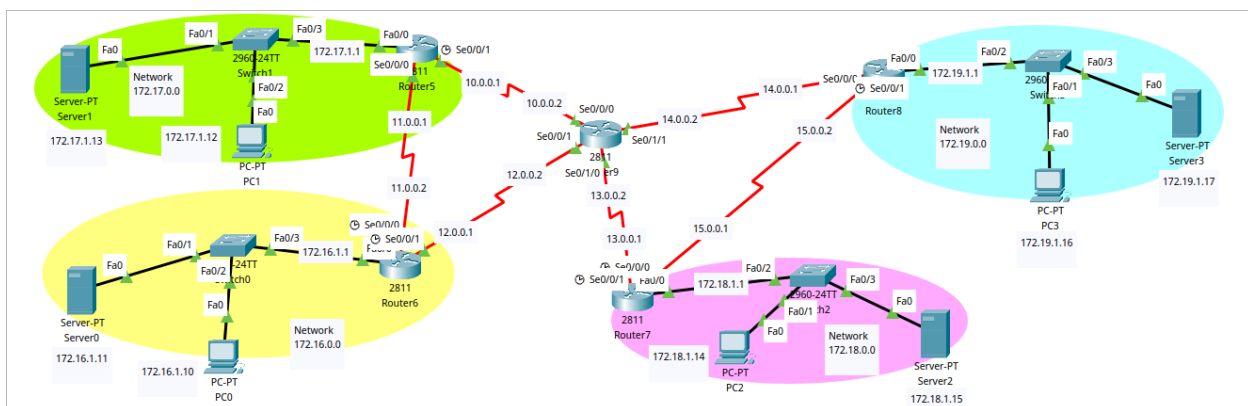 Fa0/3
172.17.1.1
Fa0/0
Se0/0/1
Fa0/1
2960-24TT
Switch1
Se0/0/0
811
Router5
Fa0
Server-PT
Server1
Network
172.17.0.0
Fa0/2
Fa0
172.17.1.13
172.17.1.12
PC-PT
PC1
10.0.0.1
11.0.0.1
10.0.0.2
Se0/0/0
Se0/0/1
Se0/1/1
2811
Se0/1/0
er9
14.0.0.2
14.0.0.1
12.0.0.2
11.0.0.2
13.0.0.2
15.0.0.2
Se0/0/0
Fa0/0
Se0/0/1
Router8
172.19.1.1
Fa0/2
2960
Fa0/3
Fa0/1
Fa0
Fa0
Network
172.19.0.0
Server-PT
Server3
172.19.1.17
PC-PT
PC3
172.19.1.16
Se0/0/0
Se0/0/1
12.0.0.1
Fa0/3
172.16.1.1
Fa0/1
-24TT
tch0
Fa0/2
2811
Router6
Fa0
Fa0
Server-PT
Server0
Network
172.16.0.0
172.16.1.11
172.16.1.10
PC-PT
PC0
13.0.0.1
15.0.0.1
Se0/0/0
Se0/0/1
Fa0/0
172.18.1.1
Fa0/2
2960-24TT
tch2
Fa0/3
Fa0/1
Fa0
Fa0
2811
Router7
Network
172.18.0.0
172.18.1.14
PC-PT
PC2
Server-PT
Server2
172.18.1.15